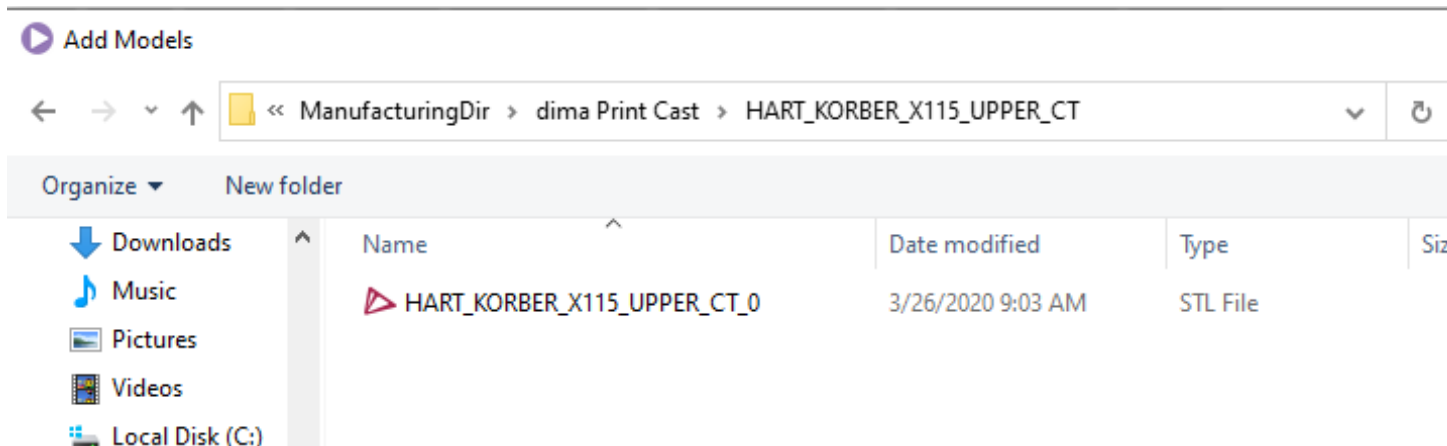 Add Models
« ManufacturingDir > dima Print Cast > HART_KORBER_X115_UPPER_CT
Organize New folder
Downloads Name Date modified Type Siz
Music HART_KORBER_X115_UPPER_CT_0 3/26/2020 9:03 AM STL File
Pictures
Videos
Local Disk (C:)